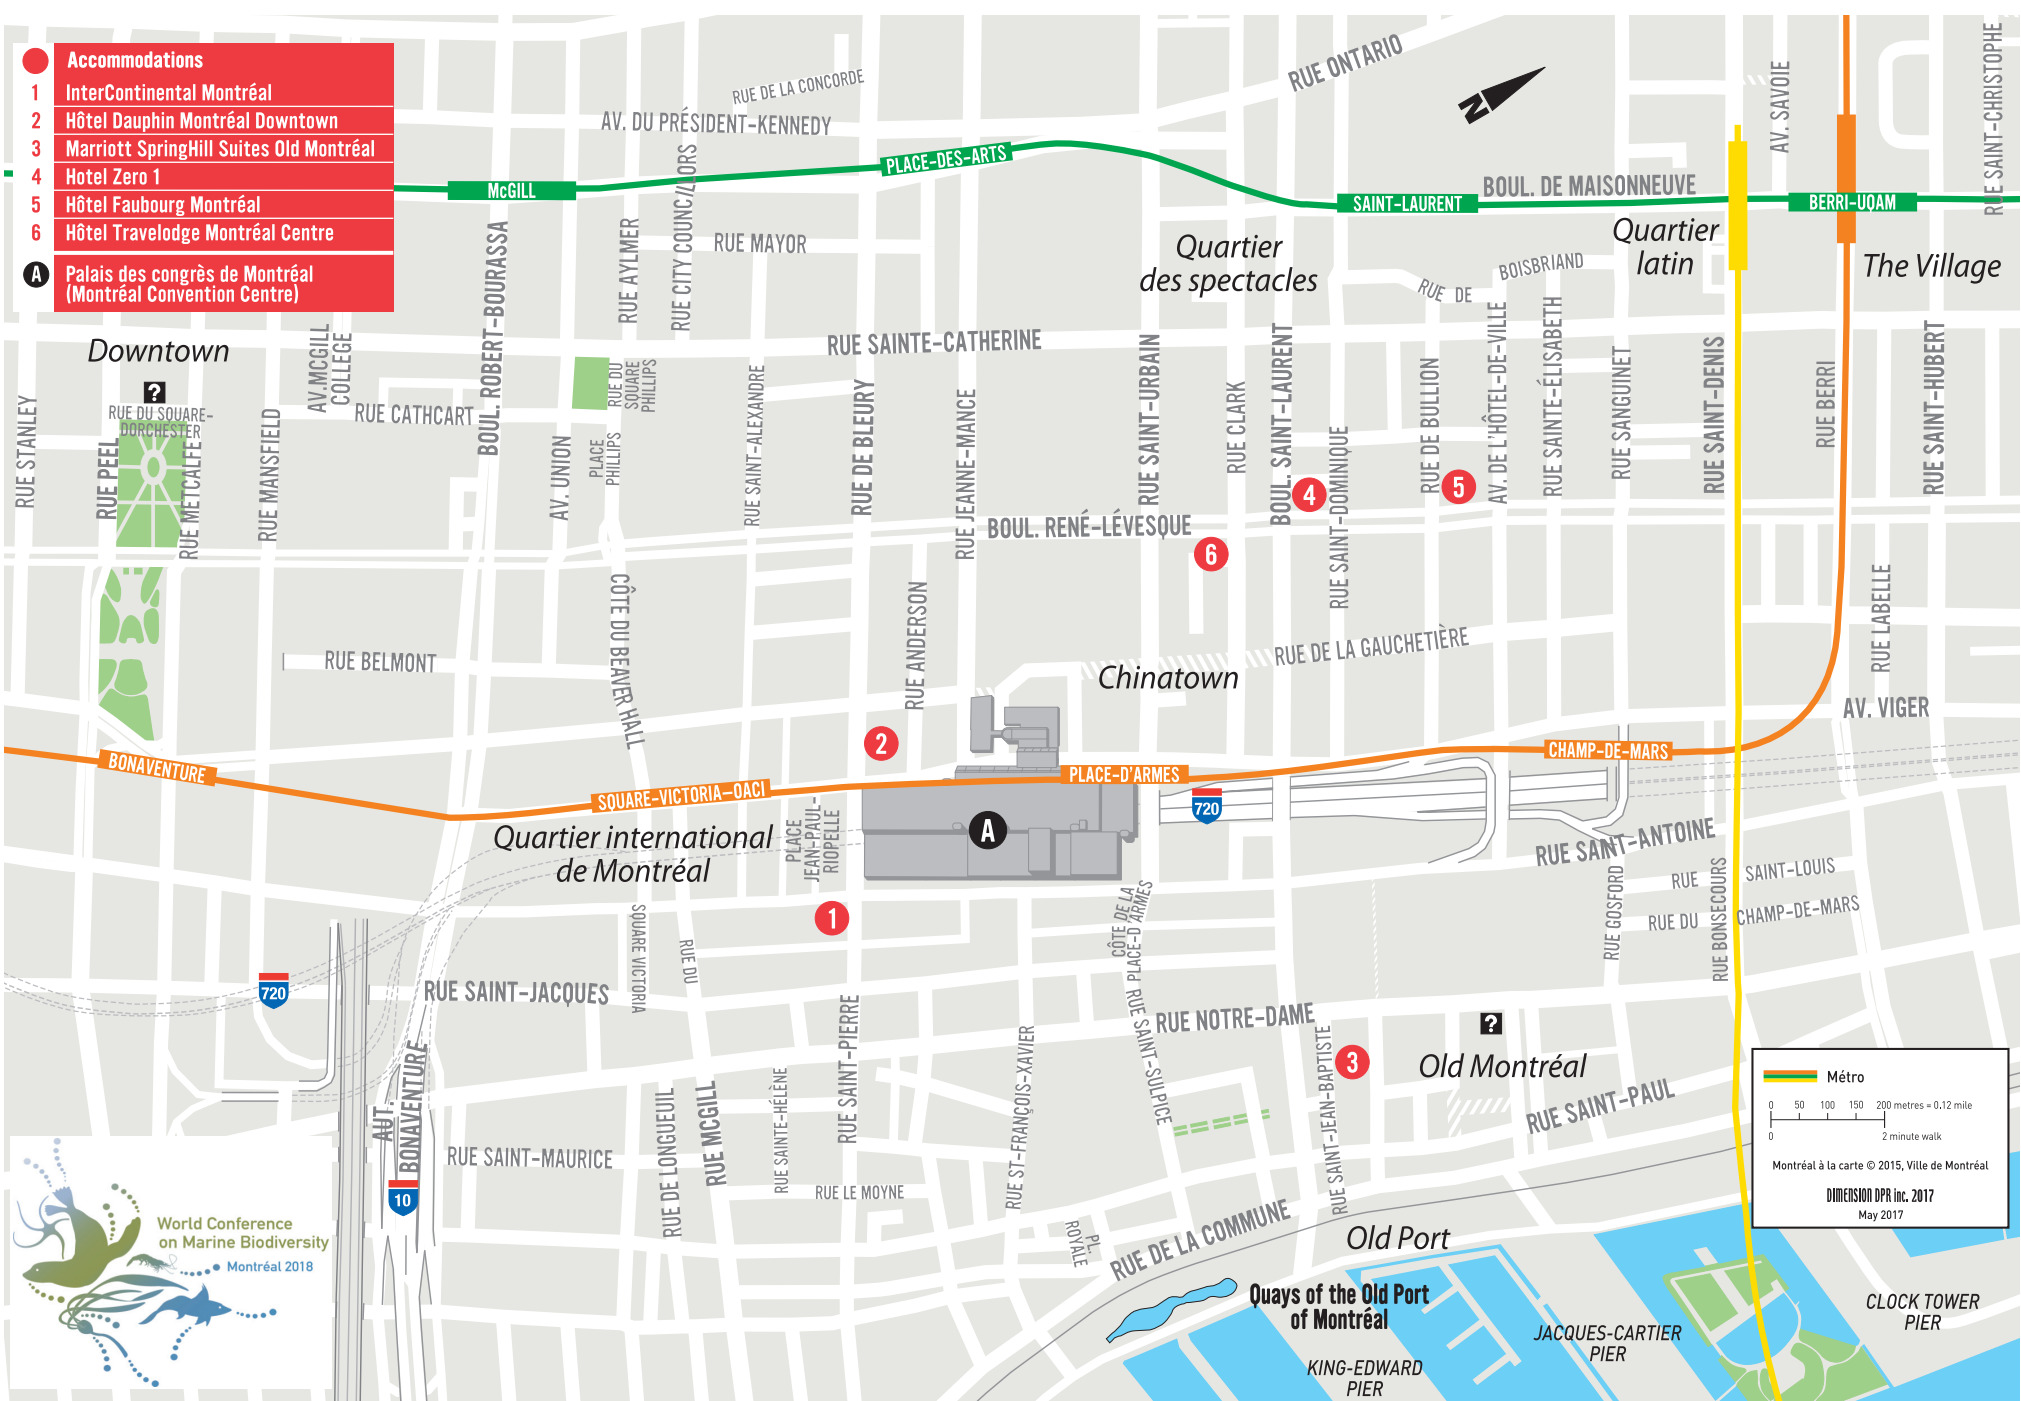 Accommodations
1 InterContinental Montréal
2 Hôtel Dauphin Montréal Downtown
3 Marriott SpringHill Suites Old Montréal
4 Hotel Zero 1
5 Hôtel Faubourg Montréal
6 Hôtel Travelodge Montréal Centre
A Palais des congrès de Montréal
(Montréal Convention Centre)
RUE DE LA CONCORDE
AV. DU PRÉSIDENT-KENNEDY
RUE ONTARIO
N
AV. SAVOIE
RUE SAINT-CHRISTOPHE
McGILL
PLACE-DES-ARTS
SAINT-LAURENT
BOUL. DE MAISONNEUVE
BERRI-UQAM
BOUL. ROBERT-BOURASSA
RUE AYLMER
RUE CITY COUNCILLORS
RUE MAYOR
Quartier
des spectacles
Quartier
latin
The Village
RUE DE
BOISBRIAND
Downtown
?
AV.MCGILL
COLLEGE
RUE SAINTE-CATHERINE
RUE STANLEY
RUE PEEL
RUE DU SQUARE-
DORCHESTER
RUE METCALFE
RUE MANSFIELD
RUE CATHCART
AV. UNION
PLACE
PHILLIPS
RUE DU
SQUARE
PHILLIPS
RUE SAINT-ALEXANDRE
RUE DE BLEURY
RUE JEANNE-MANCE
RUE SAINT-URBAIN
RUE CLARK
BOUL. SAINT-LAURENT
RUE SAINT-DOMINIQUE
RUE DE BULLION
AV. DE L'HÔTEL-DE-VILLE
RUE SAINTE-ÉLISABETH
RUE SANGUINET
RUE SAINT-DENIS
RUE BERRI
RUE SAINT-HUBERT
4
5
6
BOUL. RENÉ-LÉVESQUE
CÔTE DU BEAVER HALL
RUE BELMONT
RUE ANDERSON
RUE DE LA GAUCHETIÈRE
RUE LABELLE
Chinatown
AV. VIGER
2
BONAVENTURE
SQUARE-VICTORIA-OACI
PLACE-D'ARMES
CHAMP-DE-MARS
720
Quartier international
de Montréal
PLACE
JEAN-PAUL-
RIOPELLE
A
RUE SAINT-ANTOINE
RUE SAINT-LOUIS
RUE DU CHAMP-DE-MARS
RUE GOSFORD
RUE BONSECOURS
1
CÔTE DE LA
PLACE-D'ARMES
SQUARE VICTORIA
RUE DU
720
RUE SAINT-JACQUES
RUE NOTRE-DAME
RUE SAINT-SULPICE
RUE SAINT-PIERRE
RUE ST-FRANÇOIS-XAVIER
RUE SAINT-JEAN-BAPTISTE
3
?
Old Montréal
RUE SAINT-PAUL
AUT.
BONAVENTURE
10
RUE SAINT-MAURICE
RUE DE LONGUEUIL
RUE MCGILL
RUE SAINTE-HÉLÈNE
RUE LE MOYNE
PL.
ROYALE
RUE DE LA COMMUNE
Old Port
Quays of the Old Port
of Montréal
KING-EDWARD
PIER
JACQUES-CARTIER
PIER
CLOCK TOWER
PIER
Métro
0 50 100 150 200 metres = 0.12 mile
0 2 minute walk
Montréal à la carte © 2015, Ville de Montréal
DIMENSION DPR inc. 2017
May 2017
World Conference
on Marine Biodiversity
Montréal 2018